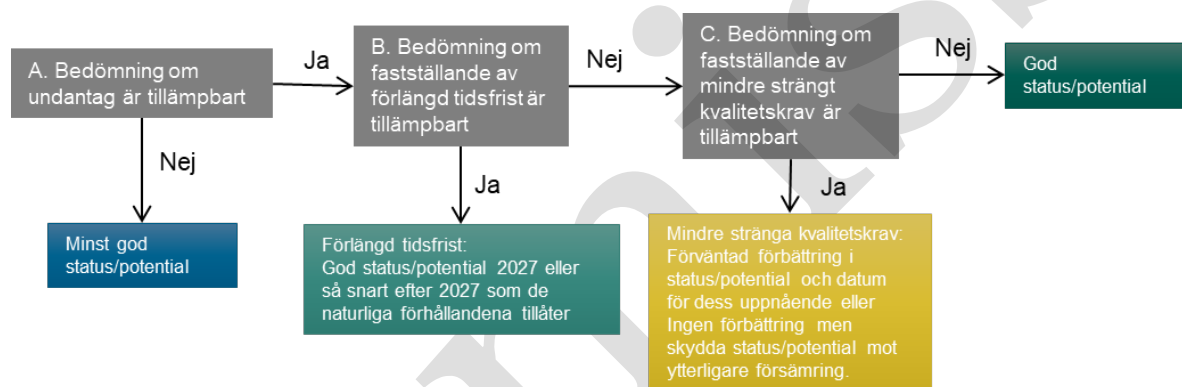 A. Bedömning om
undantag är tillämpbart
Ja
B. Bedömning om
fastställande av
förlängd tidsfrist är
tillämpbart
Nej
C. Bedömning om
fastställande av
mindre strängt
kvalitetskrav är
tillämpbart
Nej
God
status/potential
Nej
Ja
Ja
Minst god
status/potential
Förlängd tidsfrist:
God status/potential 2027 eller
så snart efter 2027 som de
naturliga förhållandena tillåter
Mindre stränga kvalitetskrav:
Förväntad förbättring i
status/potential och datum
för dess uppnående eller
Ingen förbättring men
skydda status/potential mot
ytterligare försämring.